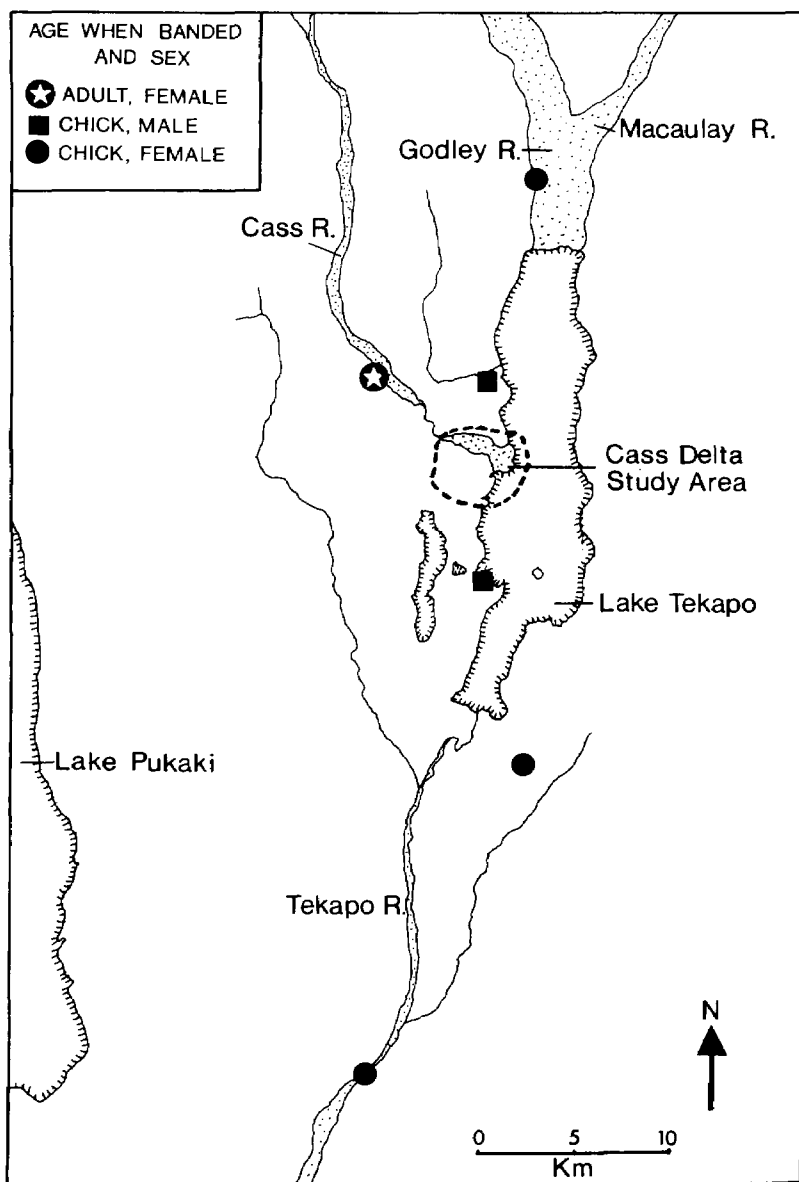 AGE WHEN BANDED
AND SEX
ADULT, FEMALE
CHICK, MALE
CHICK, FEMALE
Macaulay R.
Godley R.
Cass R.
Cass Delta
Study Area
Lake Tekapo
Lake Pukaki
Tekapo R.
N
0 5 10
Km